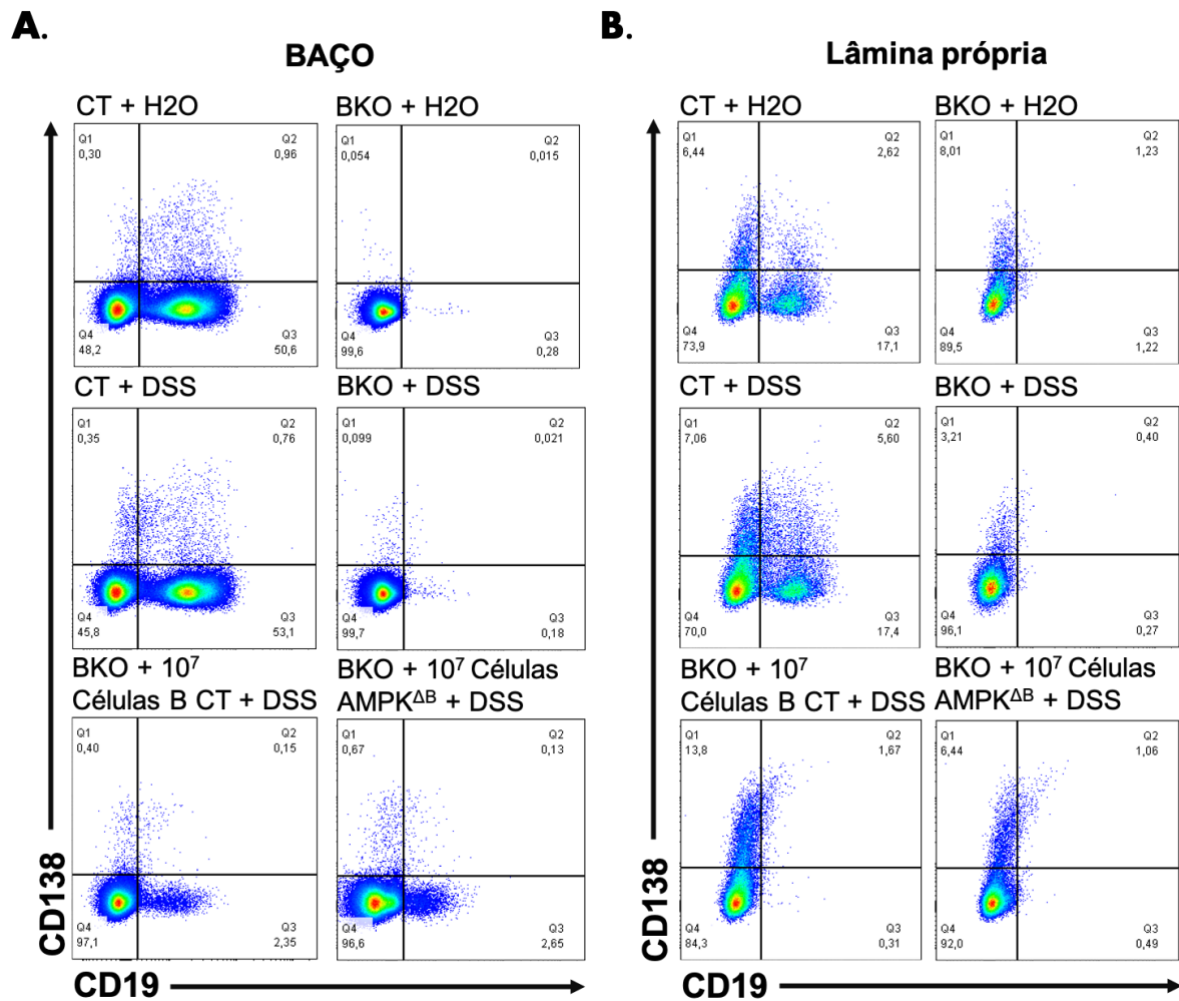 A.
BAÇO
CT + H2O
BKO + H2O
Q1
0,30
Q2
0,96
Q4
48,2
Q3
50,6
Q1
0,054
Q2
0,015
Q4
99,6
Q3
0,28
CT + DSS
BKO + DSS
Q1
0,35
Q2
0,76
Q4
45,8
Q3
53,1
Q1
0,099
Q2
0,021
Q4
99,7
Q3
0,18
BKO + 10⁷
Células B CT + DSS
BKO + 10⁷ Células
AMPKᐞᴮ + DSS
Q1
0,40
Q2
0,15
Q4
97,1
Q3
2,35
Q1
0,67
Q2
0,13
Q4
96,6
Q3
2,65
CD138
CD19
B.
Lâmina própria
CT + H2O
BKO + H2O
Q1
6,44
Q2
2,62
Q4
73,9
Q3
17,1
Q1
8,01
Q2
1,23
Q4
89,5
Q3
1,22
CT + DSS
BKO + DSS
Q1
7,06
Q2
5,60
Q4
70,0
Q3
17,4
Q1
3,21
Q2
0,40
Q4
96,1
Q3
0,27
BKO + 10⁷
Células B CT + DSS
BKO + 10⁷ Células
AMPKᐞᴮ + DSS
Q1
13,8
Q2
1,67
Q4
84,3
Q3
0,31
Q1
6,44
Q2
1,06
Q4
92,0
Q3
0,49
CD138
CD19